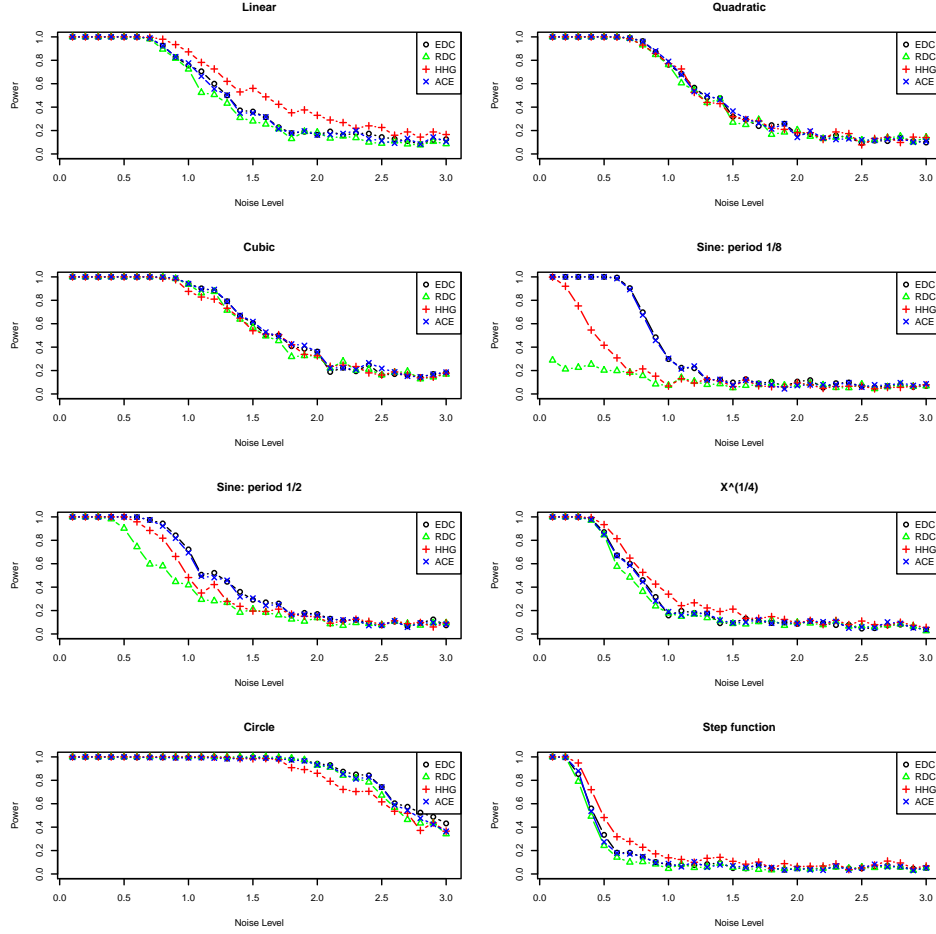 Linear
Power
0.0 0.2 0.4 0.6 0.8 1.0
EDC
RDC
HHG
ACE
0.0 0.5 1.0 1.5 2.0 2.5 3.0
Noise Level
Quadratic
Power
0.0 0.2 0.4 0.6 0.8 1.0
EDC
RDC
HHG
ACE
0.0 0.5 1.0 1.5 2.0 2.5 3.0
Noise Level
Cubic
Power
0.0 0.2 0.4 0.6 0.8 1.0
EDC
RDC
HHG
ACE
0.0 0.5 1.0 1.5 2.0 2.5 3.0
Noise Level
Sine: period 1/8
Power
0.0 0.2 0.4 0.6 0.8 1.0
EDC
RDC
HHG
ACE
0.0 0.5 1.0 1.5 2.0 2.5 3.0
Noise Level
Sine: period 1/2
Power
0.0 0.2 0.4 0.6 0.8 1.0
EDC
RDC
HHG
ACE
0.0 0.5 1.0 1.5 2.0 2.5 3.0
Noise Level
X^(1/4)
Power
0.0 0.2 0.4 0.6 0.8 1.0
EDC
RDC
HHG
ACE
0.0 0.5 1.0 1.5 2.0 2.5 3.0
Noise Level
Circle
Power
0.0 0.2 0.4 0.6 0.8 1.0
EDC
RDC
HHG
ACE
0.0 0.5 1.0 1.5 2.0 2.5 3.0
Noise Level
Step function
Power
0.0 0.2 0.4 0.6 0.8 1.0
EDC
RDC
HHG
ACE
0.0 0.5 1.0 1.5 2.0 2.5 3.0
Noise Level